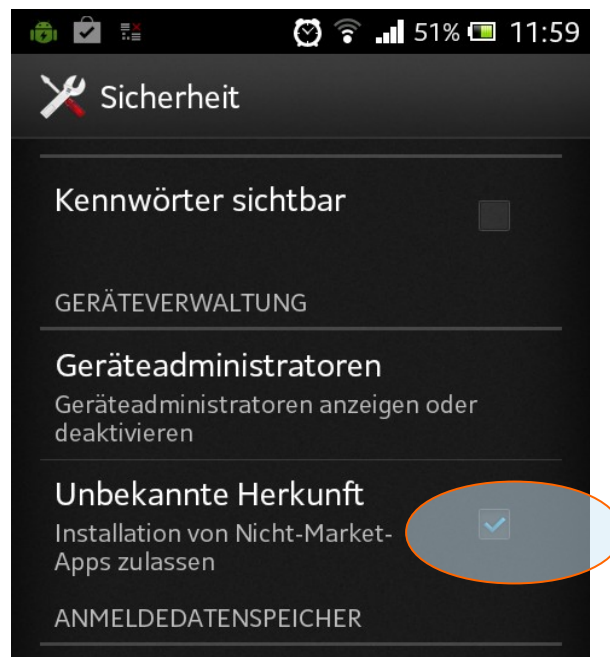 51% 11:59
Sicherheit
Kennwörter sichtbar
GERÄTEVERWALTUNG
Geräteadministratoren
Geräteadministratoren anzeigen oder
deaktivieren
Unbekannte Herkunft
Installation von Nicht-Market-
Apps zulassen
ANMELDEDATENSPEICHER